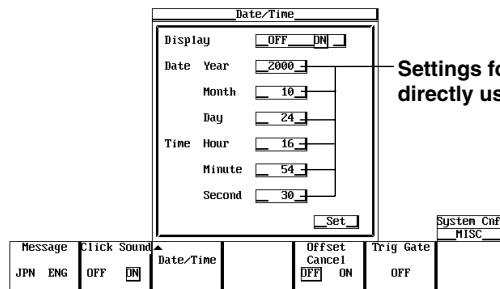 Date/Time
Display OFF ON
Date Year 2000
Month 10
Day 24
Time Hour 16
Minute 54
Second 30
Set
Settings fo
directly us
System Cnf
MISC
Message Click Sound Date/Time Offset Cancel Trig Gate
JPN ENG OFF ON OFF ON OFF